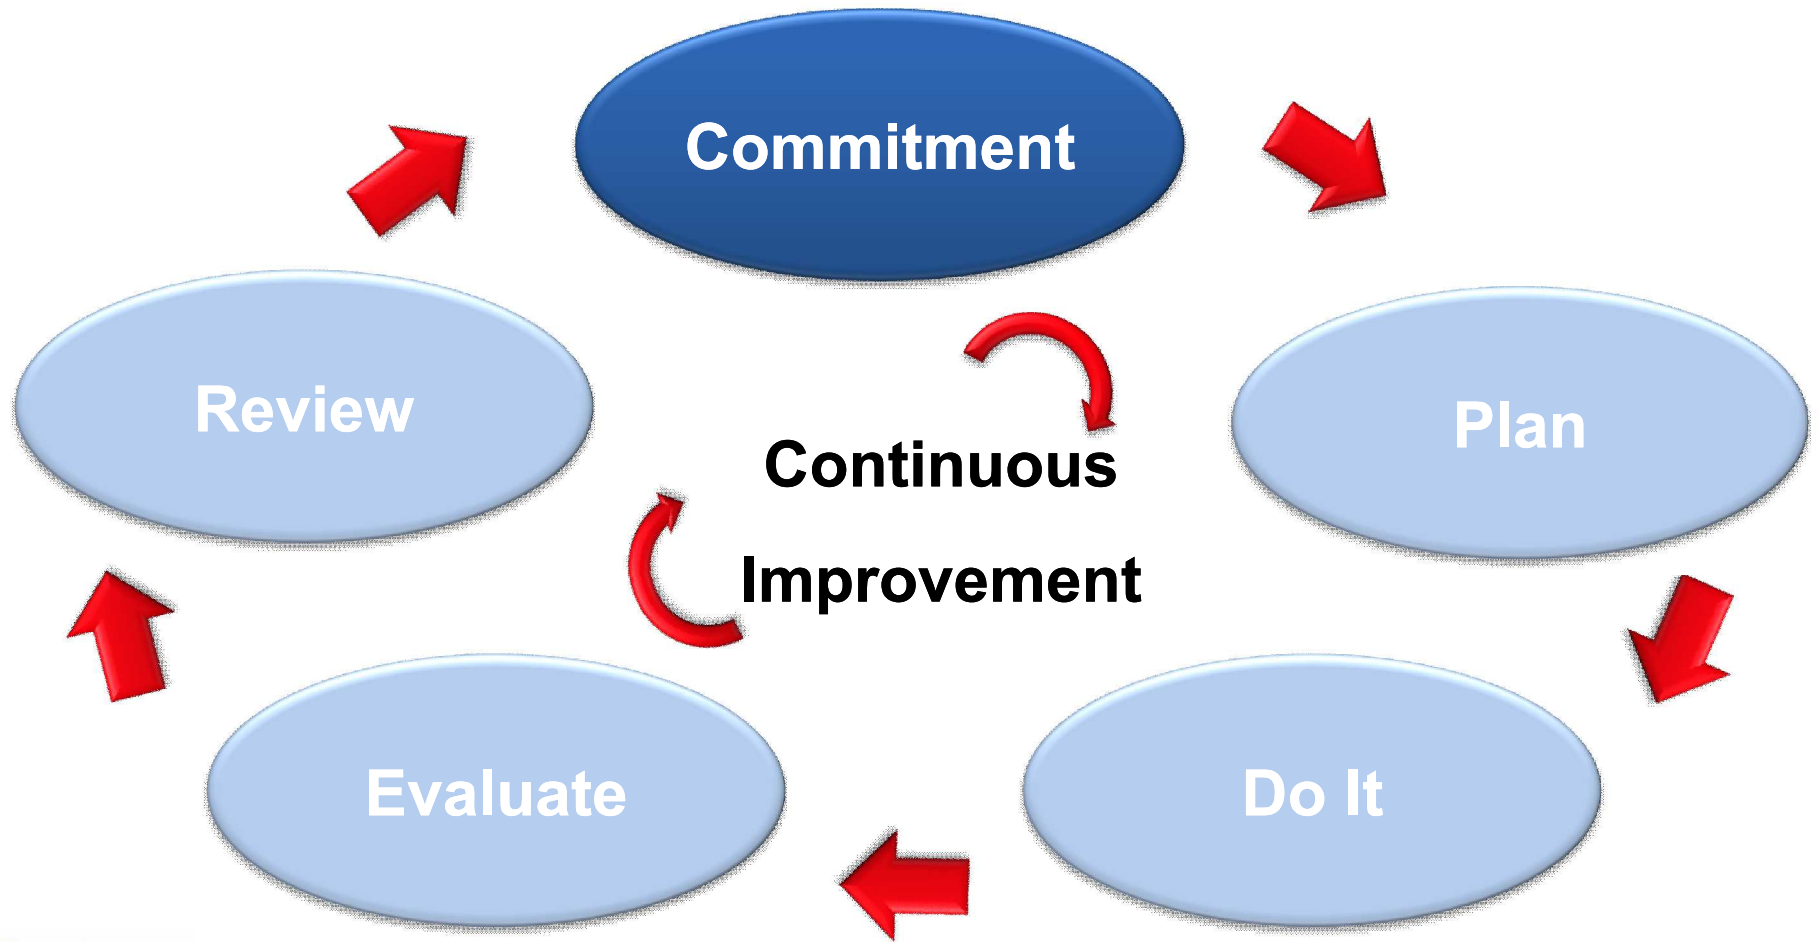 Commitment
Review
Plan
Continuous
Improvement
Evaluate
Do It